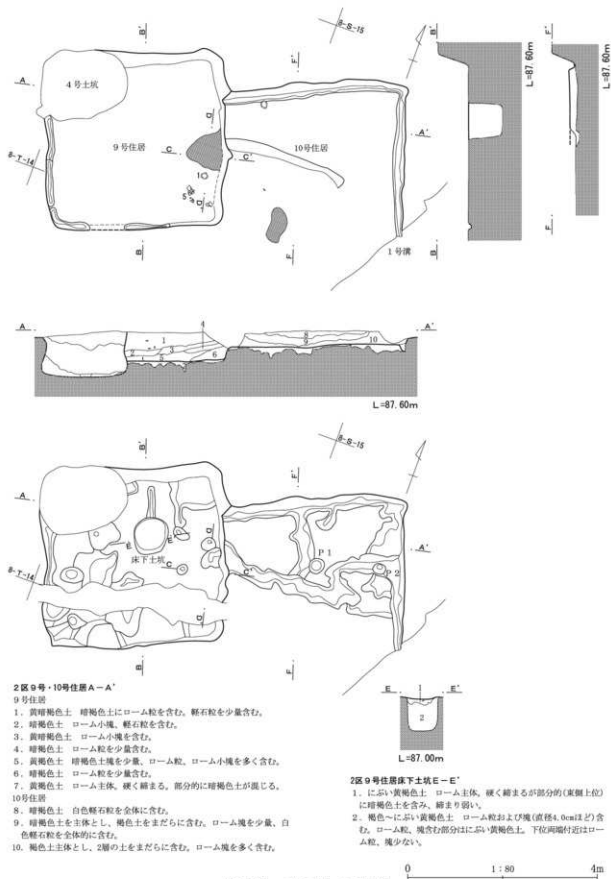 B'
8-S-15
F'
A
4号土坑
D
A'
9号住居
10号住居
8-T-14
C
C'
1
5
D'
B
F
1号溝
B'
L=87.60m
B
F'
L=87.60m
F
A
4
A'
1
8
2
3
9
10
5
6
L=87.60m
B'
8-S-15
F'
A
D
E
E'
A'
P1
床下土坑
8-T-14
C
C'
P2
D'
B
F
2区9号・10号住居A-A'
9号住居
1. 黄暗褐色土 暗褐色土にローム粒を含む。軽石粒を少量含む。
2. 暗褐色土 ローム小塊、軽石粒を含む。
3. 黄暗褐色土 ローム小塊を含む。
4. 暗褐色土 ローム粒を少量含む。
5. 黄褐色土 暗褐色土塊を少量、ローム粒、ローム小塊を多く含む。
6. 暗褐色土 ローム粒を少量含む。
7. 黄褐色土 ローム主体、硬く締まる。部分的に暗褐色土が混じる。
10号住居
8. 暗褐色土 白色軽石粒を全体に含む。
9. 暗褐色土を主体とし、褐色土をまだらに含む。ローム塊を少量、白
色軽石粒を全体的に含む。
10. 褐色土主体とし、2層の土をまだらに含む。ローム塊を多く含む。
E
1
E'
2
L=87.00m
2区9号住居床下土坑E-E'
1. にぶい黄褐色土 ローム主体、硬く締まるが部分的(東側上位)
に暗褐色土を含み、締まり弱い。
2. 褐色〜にぶい黄褐色土 ローム粒および塊(直径4.0cmほど)含
む。ローム粒、塊含む部分はにぶい黄褐色土。下位両端付近はロー
ム粒、塊少ない。
0
1:80
4m